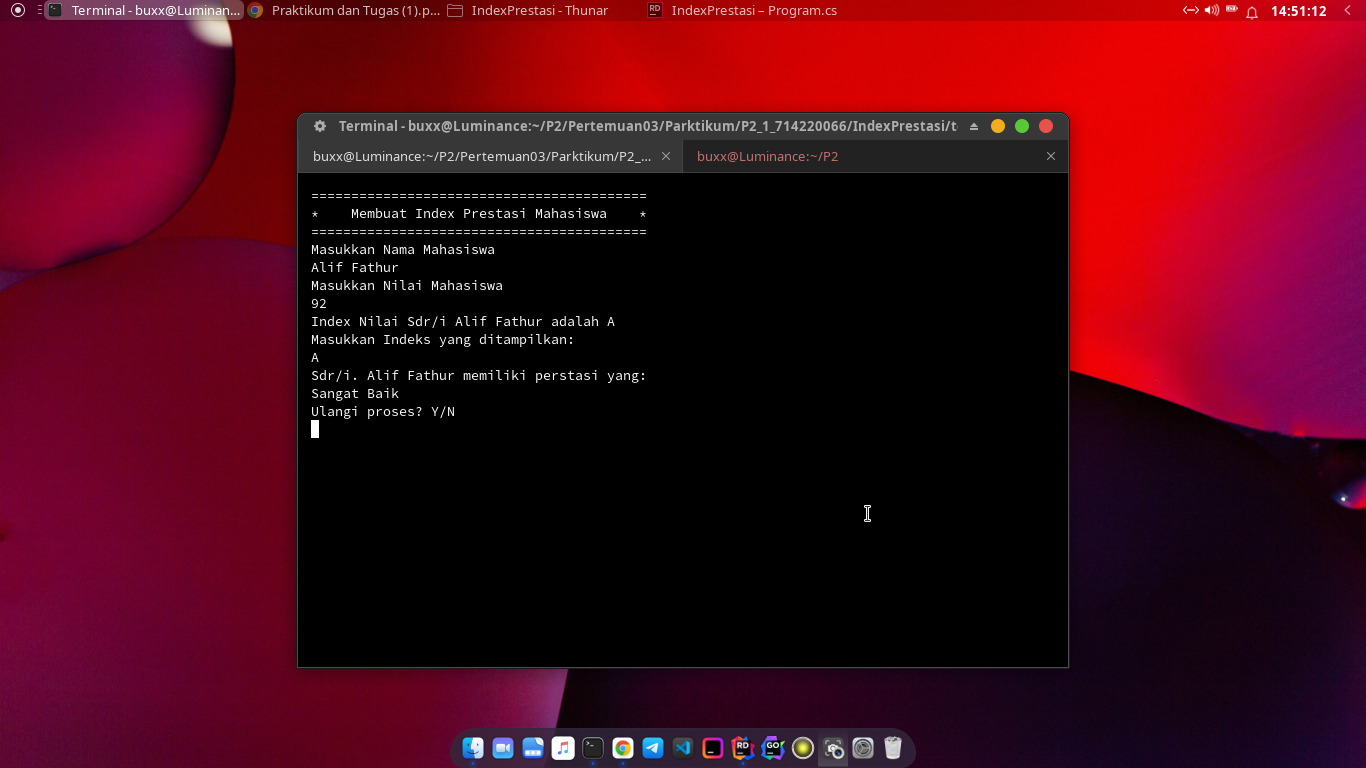 Terminal - buxx@Luminan...
Praktikum dan Tugas (1).p...
IndexPrestasi - Thunar
RD
IndexPrestasi – Program.cs
14:51:12
Terminal - buxx@Luminance:~/P2/Pertemuan03/Parktikum/P2_1_714220066/IndexPrestasi/t
buxx@Luminance:~/P2/Pertemuan03/Parktikum/P2_...
buxx@Luminance:~/P2
==========================================
*    Membuat Index Prestasi Mahasiswa    *
==========================================
Masukkan Nama Mahasiswa
Alif Fathur
Masukkan Nilai Mahasiswa
92
Index Nilai Sdr/i Alif Fathur adalah A
Masukkan Indeks yang ditampilkan:
A
Sdr/i. Alif Fathur memiliki perstasi yang:
Sangat Baik
Ulangi proses? Y/N
RD
GO